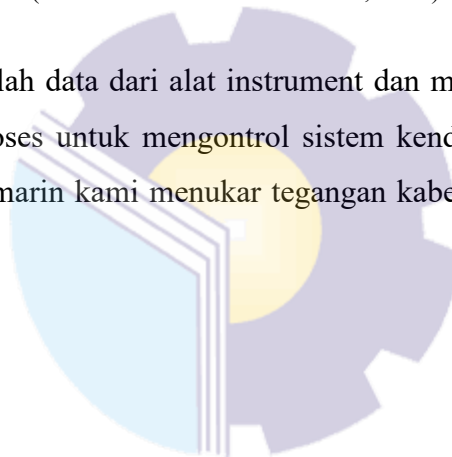 lah data dari alat instrument dan m
oses untuk mengontrol sistem kend
marin kami menukar tegangan kabe